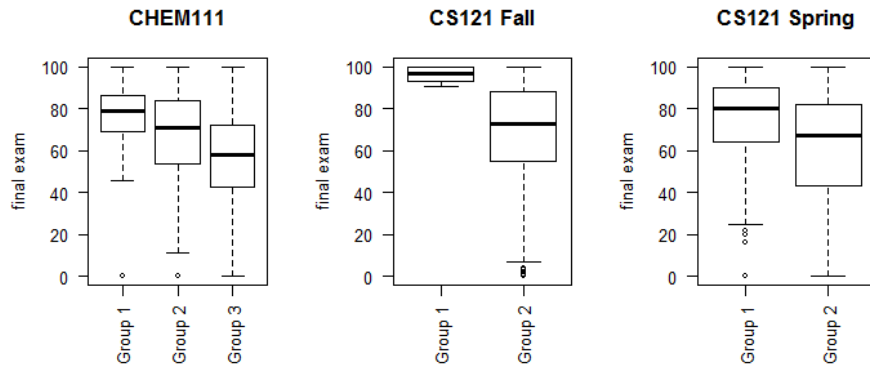 CHEM111
final exam
100
80
60
40
20
0
Group 1
Group 2
Group 3
CS121 Fall
final exam
100
80
60
40
20
0
Group 1
Group 2
CS121 Spring
final exam
100
80
60
40
20
0
Group 1
Group 2